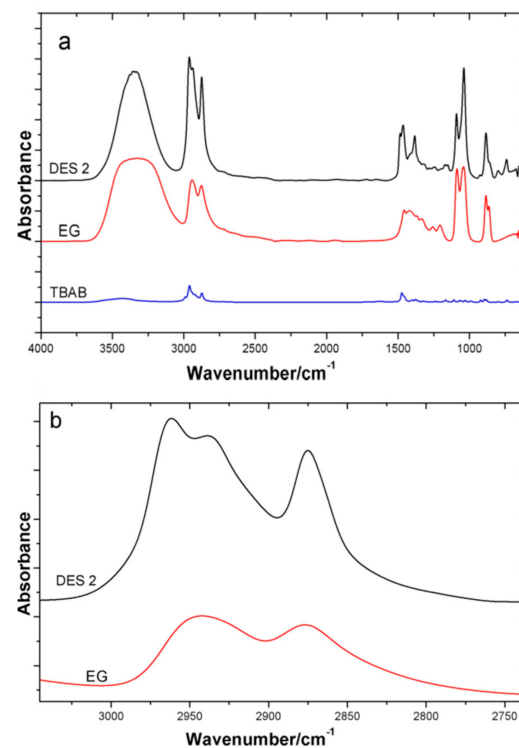 a
Absorbance
DES 2
EG
TBAB
4000 3500 3000 2500 2000 1500 1000
Wavenumber/cm-1
b
Absorbance
DES 2
EG
3000 2950 2900 2850 2800 2750
Wavenumber/cm-1